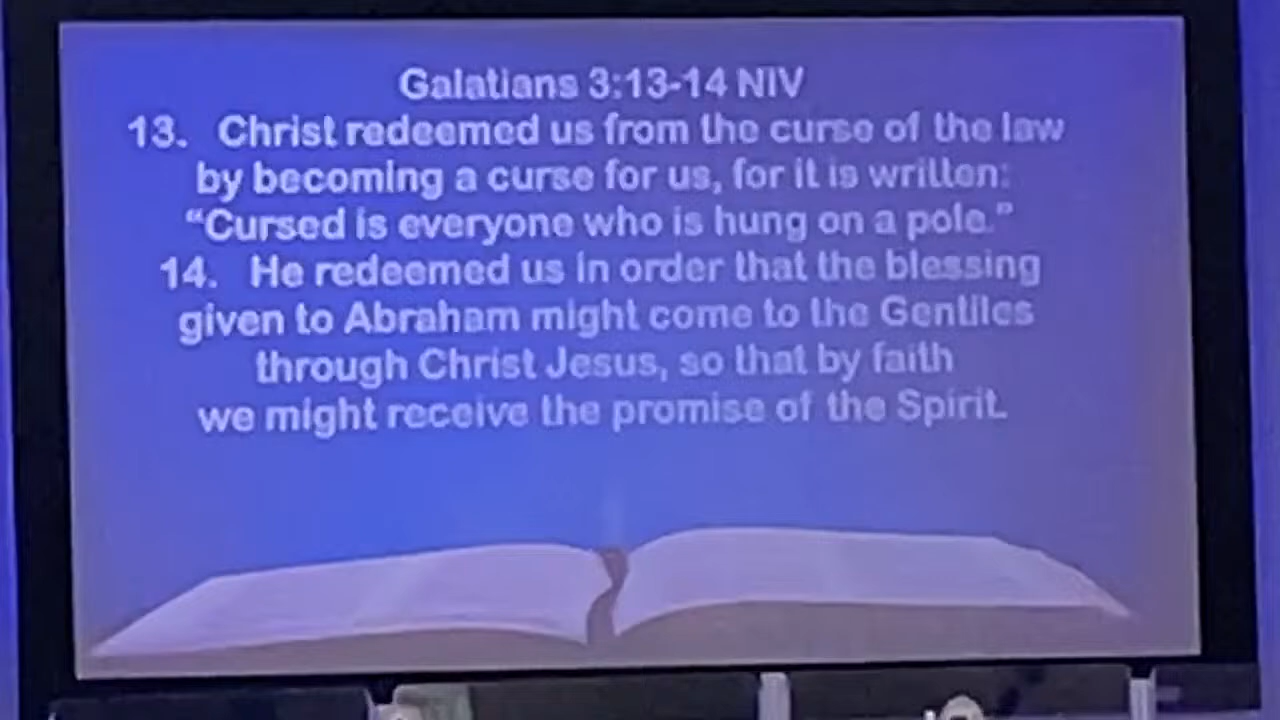 Galatians 3:13-14 NIV
13. Christ redeemed us from the curse of the law
by becoming a curse for us, for it is written:
“Cursed is everyone who is hung on a pole.”
14. He redeemed us in order that the blessing
given to Abraham might come to the Gentiles
through Christ Jesus, so that by faith
we might receive the promise of the Spirit.